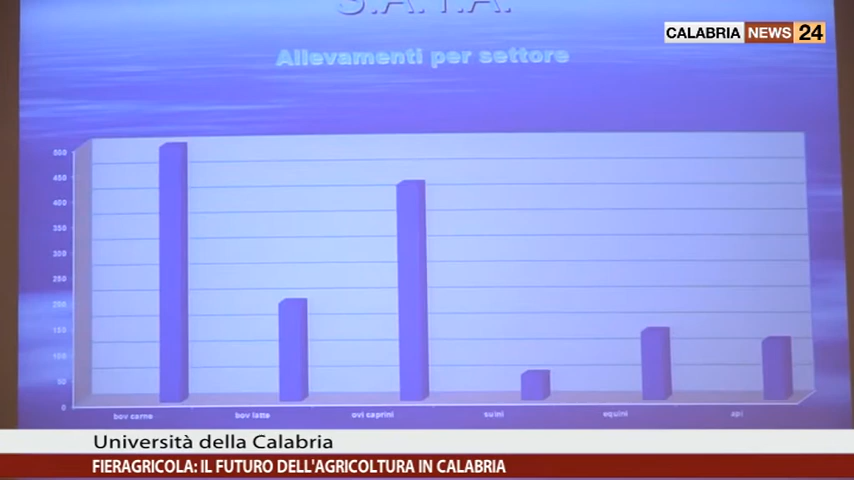 S.A.T.A.
CALABRIA NEWS 24
Allevamenti per settore
500
450
400
350
300
250
200
150
100
50
0
bov carne bov latte ovi caprini suini equini api
Università della Calabria
FIERAGRICOLA: IL FUTURO DELL'AGRICOLTURA IN CALABRIA